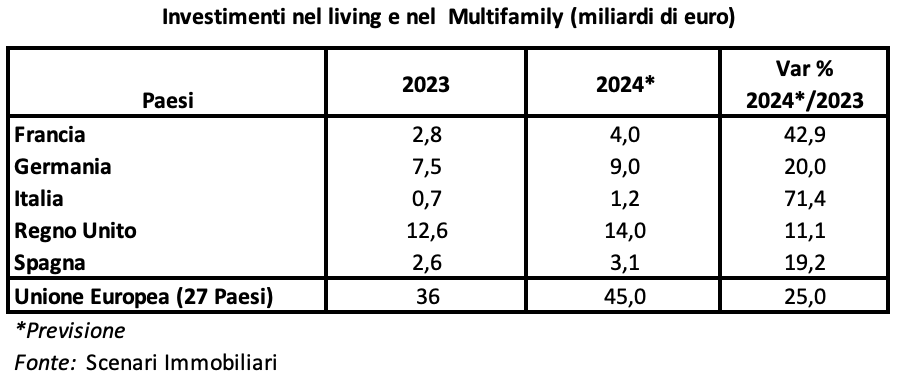 Investimenti nel living e nel  Multifamily (miliardi di euro)
Paesi 2023 2024* Var % 2024*/2023
Francia 2,8 4,0 42,9
Germania 7,5 9,0 20,0
Italia 0,7 1,2 71,4
Regno Unito 12,6 14,0 11,1
Spagna 2,6 3,1 19,2
Unione Europea (27 Paesi) 36 45,0 25,0
*Previsione
Fonte: Scenari Immobiliari